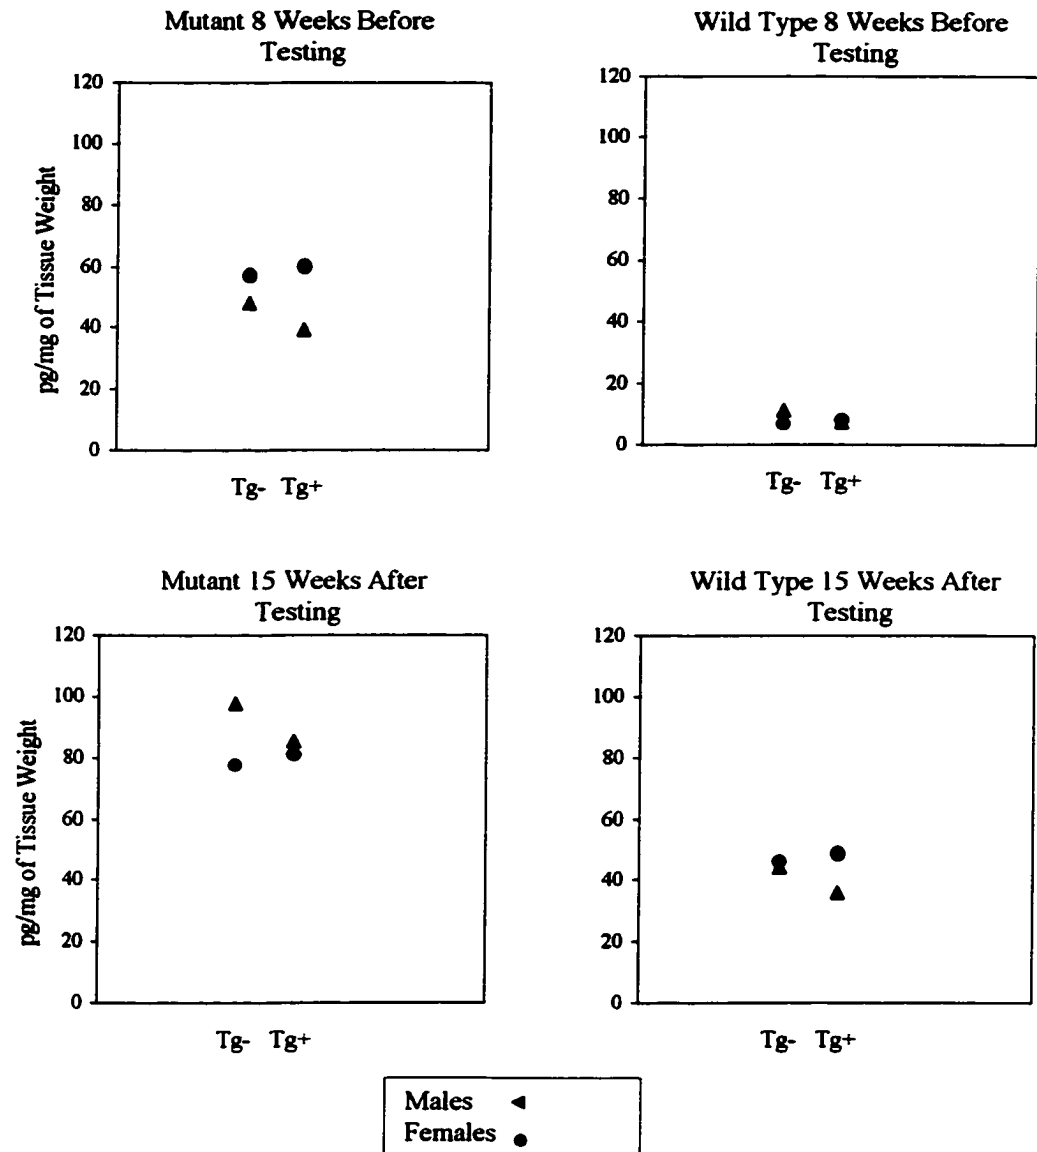 Mutant 8 Weeks Before
Testing
Wild Type 8 Weeks Before
Testing
pg/mg of Tissue Weight
120
100
80
60
40
20
0
Tg- Tg+
120
100
80
60
40
20
0
Tg- Tg+
Mutant 15 Weeks After
Testing
Wild Type 15 Weeks After
Testing
pg/mg of Tissue Weight
120
100
80
60
40
20
0
Tg- Tg+
120
100
80
60
40
20
0
Tg- Tg+
Males
Females